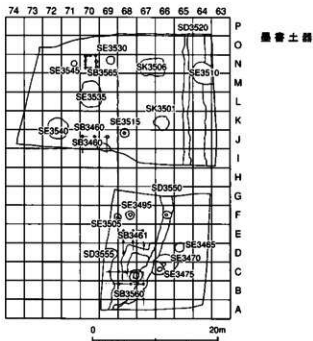 74 73 72 71 70 69 68 67 66 65 64 63
SD3520
P
墨書土器
O
SE3530
N
SK3506
SE3545
SB3565
SE3510
M
SE3535
L
SK3501
K
SE3515
SE3540
SB3460
J
SB3460
I
H
SD3550
G
SE3495
F
SE3505
SB3461
E
SE3465
SD3555
D
SE3470
C
SE3475
SB3560
B
A
0 20m